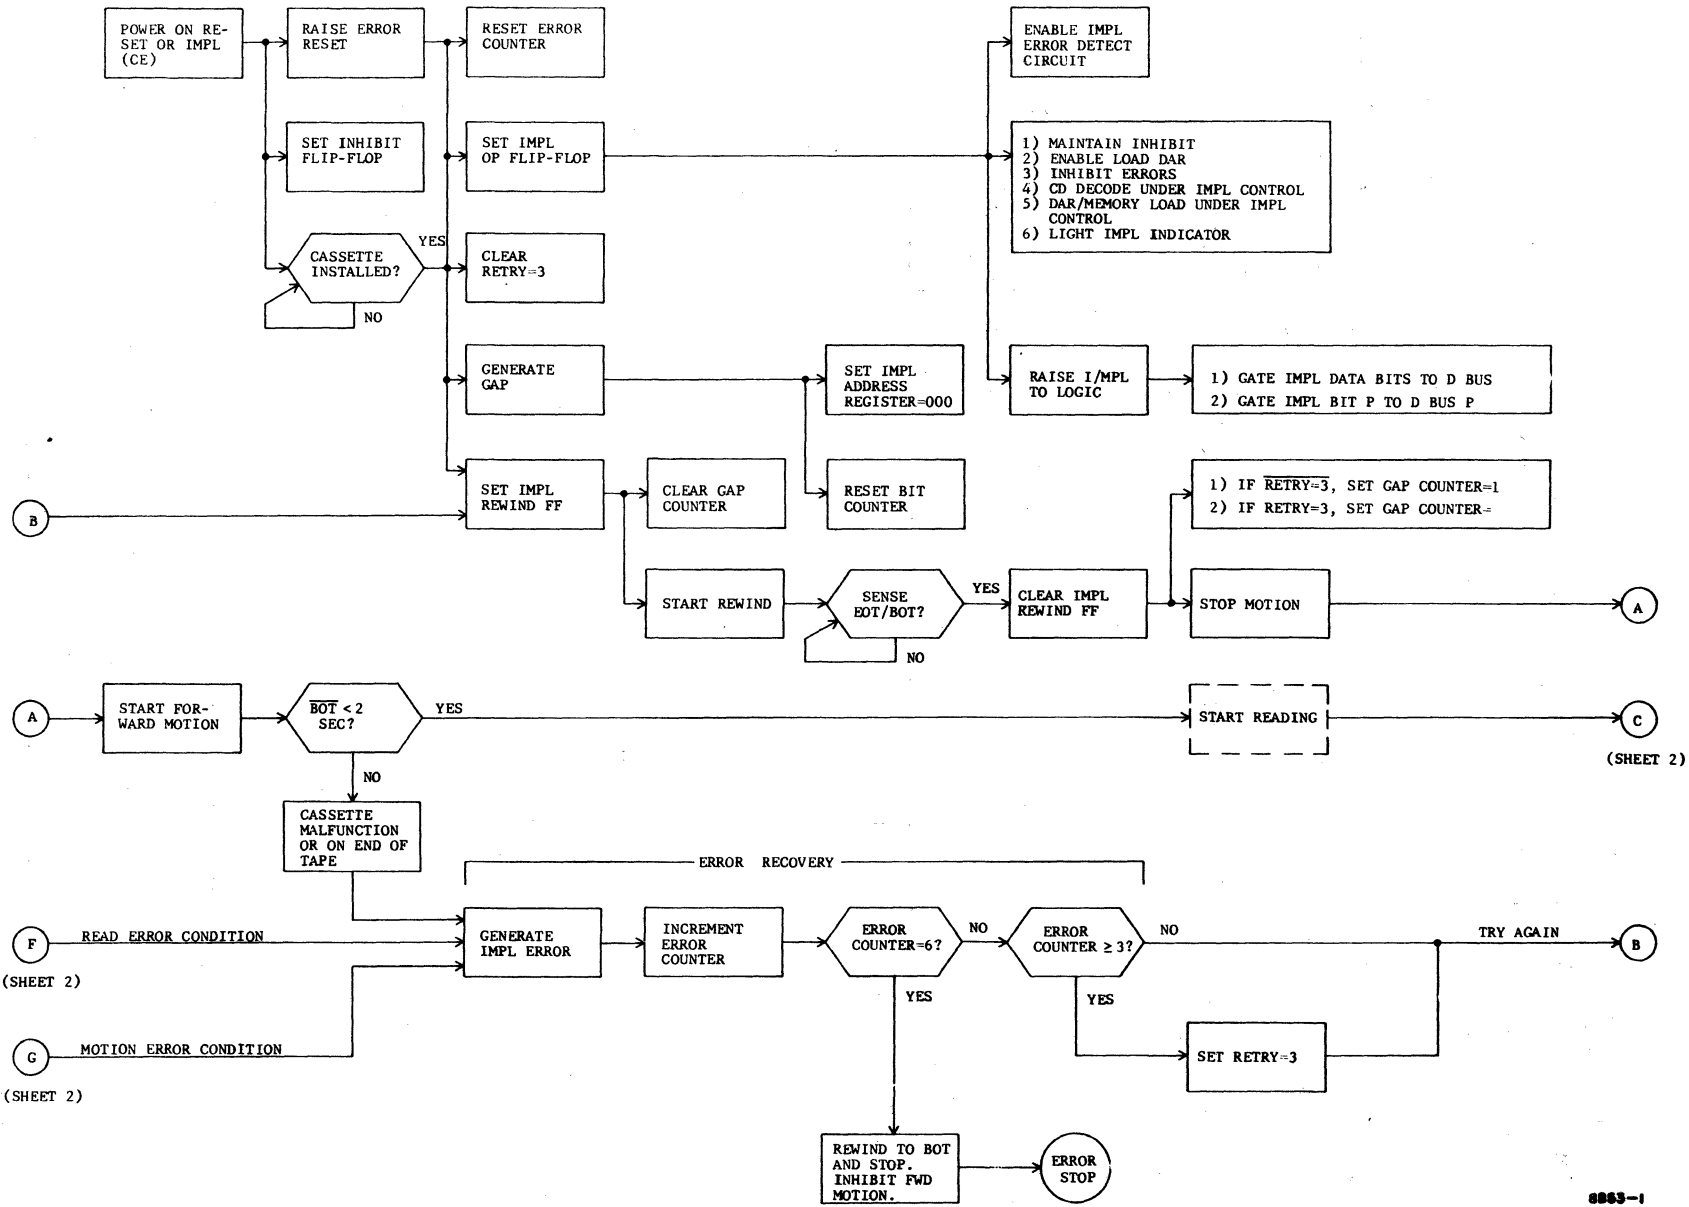 POWER ON RE-
SET OR IMPL
(CE)
RAISE ERROR
RESET
RESET ERROR
COUNTER
ENABLE IMPL
ERROR DETECT
CIRCUIT
SET INHIBIT
FLIP-FLOP
SET IMPL
OP FLIP-FLOP
1) MAINTAIN INHIBIT
2) ENABLE LOAD DAR
3) INHIBIT ERRORS
4) CD DECODE UNDER IMPL CONTROL
5) DAR/MEMORY LOAD UNDER IMPL
CONTROL
6) LIGHT IMPL INDICATOR
CASSETTE
INSTALLED?
YES
NO
CLEAR
RETRY=3
GENERATE
GAP
SET IMPL
ADDRESS
REGISTER=000
RAISE I/MPL
TO LOGIC
1) GATE IMPL DATA BITS TO D BUS
2) GATE IMPL BIT P TO D BUS P
B
SET IMPL
REWIND FF
CLEAR GAP
COUNTER
RESET BIT
COUNTER
1) IF R̅E̅T̅R̅Y̅=̅3̅, SET GAP COUNTER=1
2) IF RETRY=3, SET GAP COUNTER=
START REWIND
SENSE
EOT/BOT?
YES
NO
CLEAR IMPL
REWIND FF
STOP MOTION
A
A
START FOR-
WARD MOTION
B̅O̅T̅ < 2
SEC?
YES
NO
START READING
C
(SHEET 2)
CASSETTE
MALFUNCTION
OR ON END OF
TAPE
ERROR RECOVERY
F
READ ERROR CONDITION
(SHEET 2)
GENERATE
IMPL ERROR
INCREMENT
ERROR
COUNTER
ERROR
COUNTER=6?
NO
YES
ERROR
COUNTER ≥ 3?
NO
YES
TRY AGAIN
B
G
MOTION ERROR CONDITION
(SHEET 2)
SET RETRY=3
REWIND TO BOT
AND STOP.
INHIBIT FWD
MOTION.
ERROR
STOP
8863-1